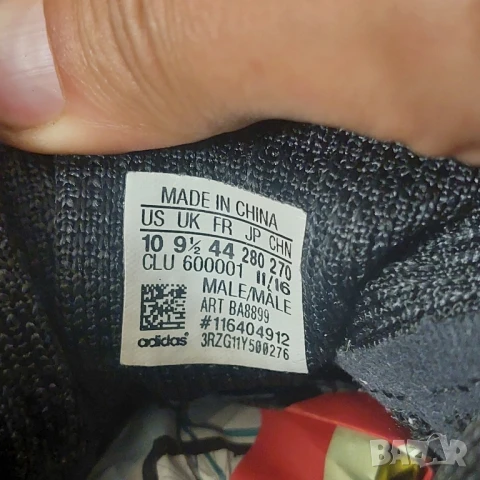 MADE IN CHINA
US UK FR JP CHN
10 9½ 44 280 270
CLU 600001 11/16
MALE/MALE
ART BA8899
#116404912
adidas® 3RZG11Y500276
BAZAR